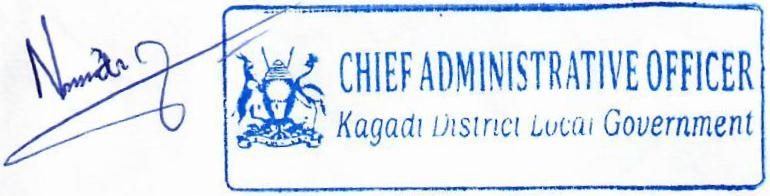 CHIEF ADMINISTRATIVE OFFICER
Kagadi District Local Government